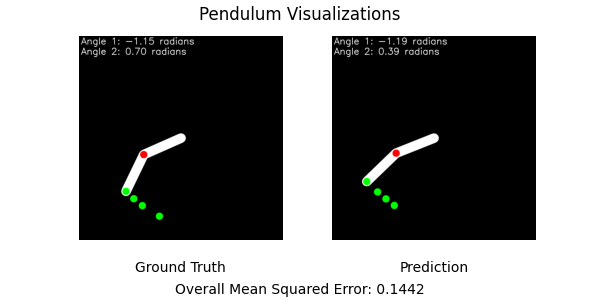 Pendulum Visualizations
Angle 1: −1.15 radians
Angle 2: 0.70 radians
Angle 1: −1.19 radians
Angle 2: 0.39 radians
Ground Truth
Prediction
Overall Mean Squared Error: 0.1442